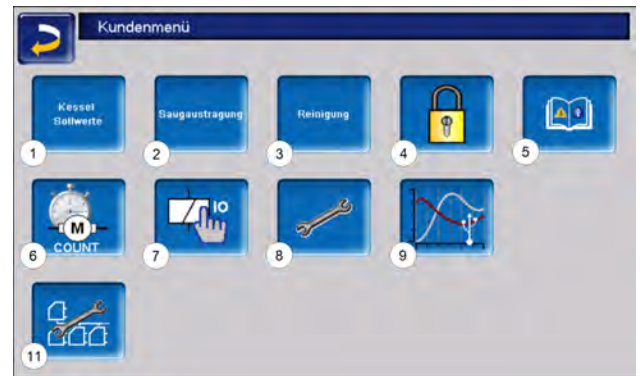 Kundenmenü
Kessel
Sollwerte
Saugaustragung
Reinigung
1
2
3
4
5
M
COUNT
IO
6
7
8
9
11